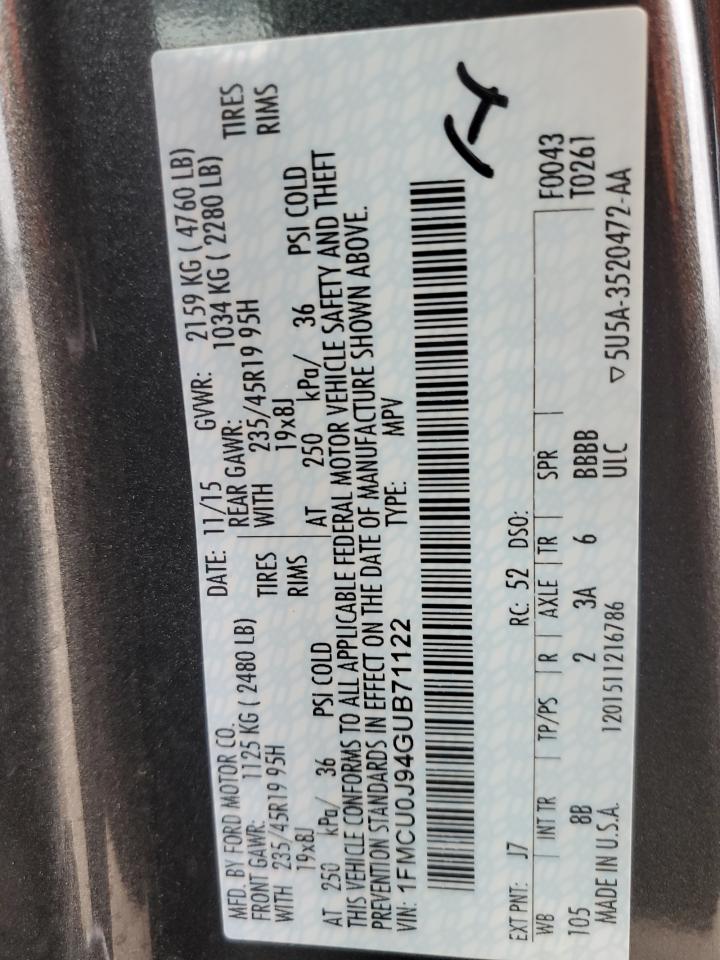 MFD. BY FORD MOTOR CO. DATE: 11/15 GVWR: 2159 KG ( 4760 LB)
FRONT GAWR: 1125 KG ( 2480 LB) REAR GAWR: 1034 KG ( 2280 LB)
WITH 235/45R19 95H TIRES WITH 235/45R19 95H TIRES
19x8J RIMS 19x8J RIMS
AT 250 kPa/ 36 PSI COLD AT 250 kPa/ 36 PSI COLD
THIS VEHICLE CONFORMS TO ALL APPLICABLE FEDERAL MOTOR VEHICLE SAFETY AND THEFT
PREVENTION STANDARDS IN EFFECT ON THE DATE OF MANUFACTURE SHOWN ABOVE.
VIN: 1FMCU0J94GUB71122 TYPE: MPV
EXT PNT: J7 RC: 52 DSO:
WB INT TR TP/PS R AXLE TR SPR F0043
105 8B 2 3A 6 BBBB T0261
MADE IN U.S.A. 1201511216786 ULC ▽5U5A-3520472-AA